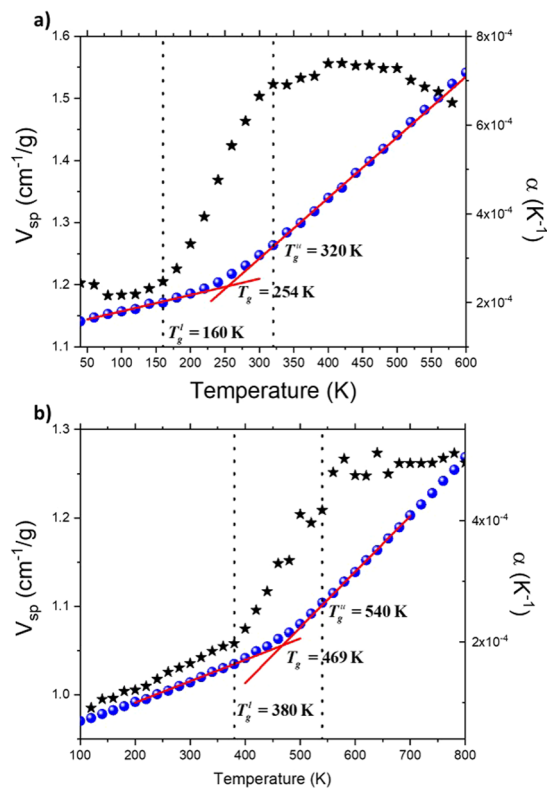 a)
1.6
1.5
1.4
1.3
1.2
1.1
V_sp (cm⁻¹/g)
8x10⁻⁴
6x10⁻⁴
4x10⁻⁴
2x10⁻⁴
α (K⁻¹)
T_g^u = 320 K
T_g = 254 K
T_g^l = 160 K
50 100 150 200 250 300 350 400 450 500 550 600
Temperature (K)
b)
1.3
1.2
1.1
1.0
V_sp (cm⁻¹/g)
4x10⁻⁴
2x10⁻⁴
α (K⁻¹)
T_g^u = 540 K
T_g = 469 K
T_g^l = 380 K
100 200 300 400 500 600 700 800
Temperature (K)